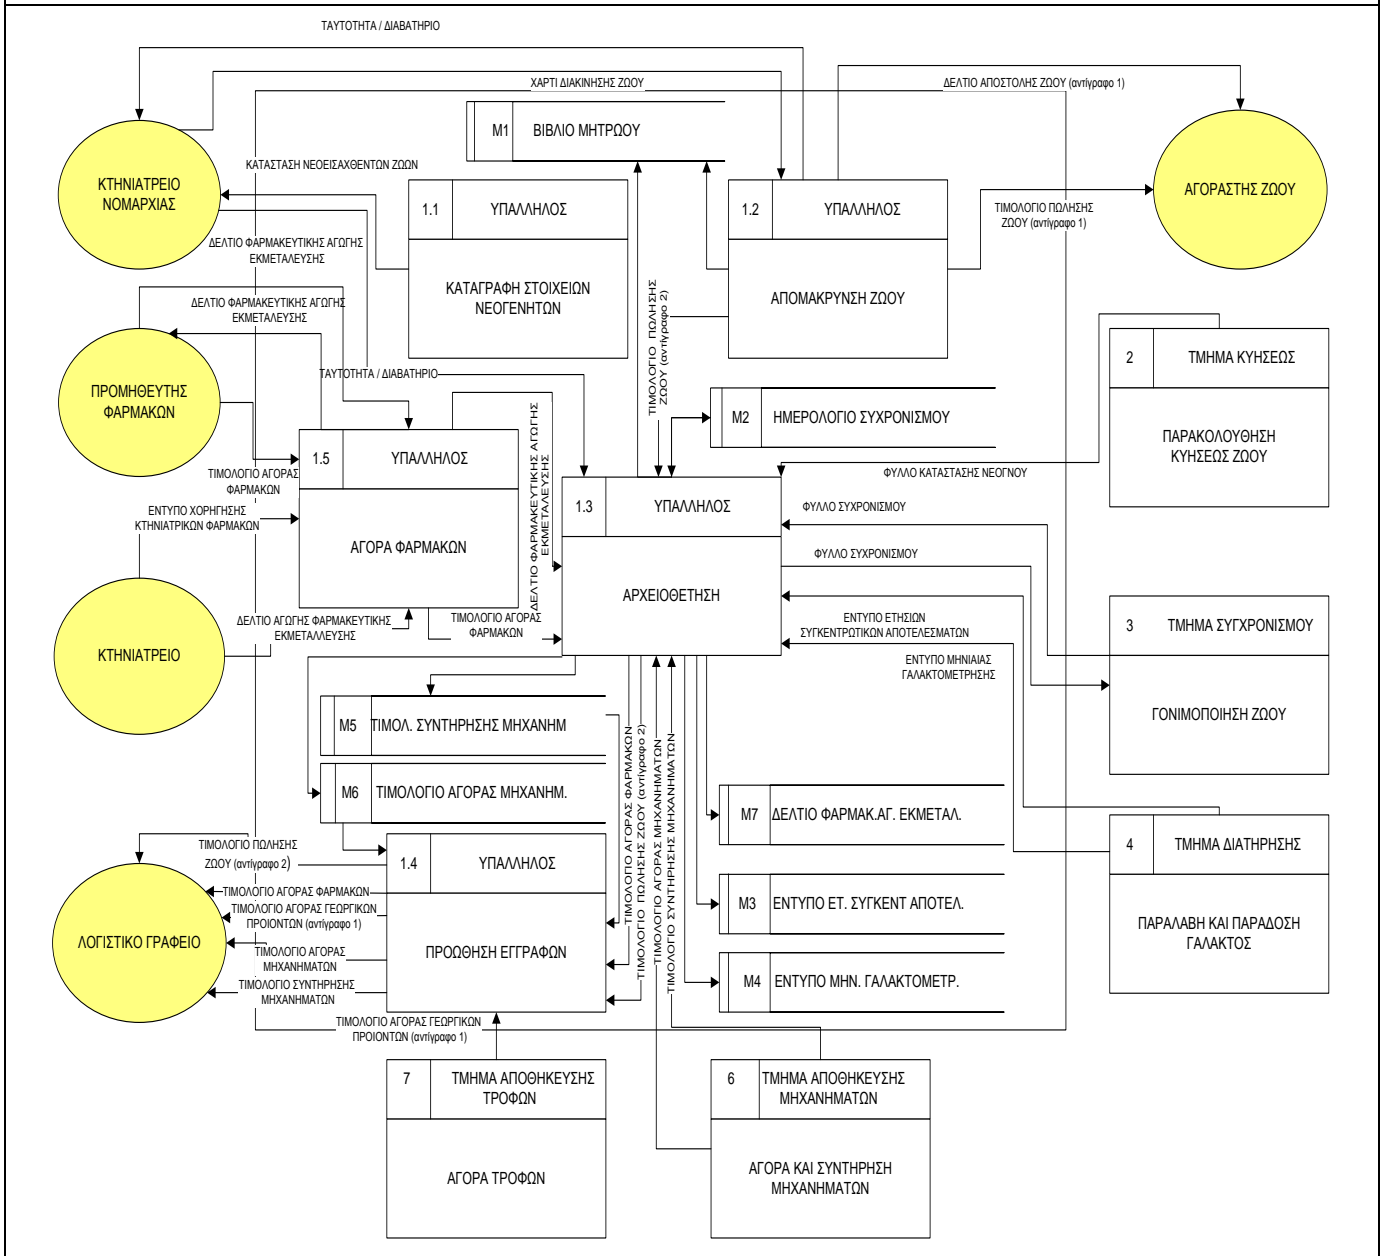 ΤΑΥΤΟΤΗΤΑ / ΔΙΑΒΑΤΗΡΙΟ
ΧΑΡΤΙ ΔΙΑΚΙΝΗΣΗΣ ΖΩΟΥ
ΔΕΛΤΙΟ ΑΠΟΣΤΟΛΗΣ ΖΩΟΥ (αντίγραφο 1)
M1
ΒΙΒΛΙΟ ΜΗΤΡΩΟΥ
ΚΤΗΝΙΑΤΡΕΙΟ
ΝΟΜΑΡΧΙΑΣ
ΚΑΤΑΣΤΑΣΗ ΝΕΟΕΙΣΑΧΘΕΝΤΩΝ ΖΩΩΝ
ΑΓΟΡΑΣΤΗΣ ΖΩΟΥ
1.1
ΥΠΑΛΛΗΛΟΣ
ΚΑΤΑΓΡΑΦΗ ΣΤΟΙΧΕΙΩΝ
ΝΕΟΓΕΝΗΤΩΝ
1.2
ΥΠΑΛΛΗΛΟΣ
ΑΠΟΜΑΚΡΥΝΣΗ ΖΩΟΥ
ΤΙΜΟΛΟΓΙΟ ΠΩΛΗΣΗΣ
ΖΩΟΥ (αντίγραφο 1)
ΔΕΛΤΙΟ ΦΑΡΜΑΚΕΥΤΙΚΗΣ ΑΓΩΓΗΣ
ΕΚΜΕΤΑΛΕΥΣΗΣ
ΔΕΛΤΙΟ ΦΑΡΜΑΚΕΥΤΙΚΗΣ ΑΓΩΓΗΣ
ΕΚΜΕΤΑΛΕΥΣΗΣ
ΤΙΜΟΛΟΓΙΟ ΠΩΛΗΣΗΣ
ΖΩΟΥ (αντίγραφο 2)
ΠΡΟΜΗΘΕΥΤΗΣ
ΦΑΡΜΑΚΩΝ
ΤΑΥΤΟΤΗΤΑ / ΔΙΑΒΑΤΗΡΙΟ
2
ΤΜΗΜΑ ΚΥΗΣΕΩΣ
ΠΑΡΑΚΟΛΟΥΘΗΣΗ
ΚΥΗΣΕΩΣ ΖΩΟΥ
M2
ΗΜΕΡΟΛΟΓΙΟ ΣΥΧΡΟΝΙΣΜΟΥ
1.5
ΥΠΑΛΛΗΛΟΣ
ΑΓΟΡΑ ΦΑΡΜΑΚΩΝ
ΤΙΜΟΛΟΓΙΟ ΑΓΟΡΑΣ
ΦΑΡΜΑΚΩΝ
ΔΕΛΤΙΟ ΦΑΡΜΑΚΕΥΤΙΚΗΣ ΑΓΩΓΗΣ
ΕΚΜΕΤΑΛΕΥΣΗΣ
ΦΥΛΛΟ ΚΑΤΑΣΤΑΣΗΣ ΝΕΟΓΝΟΥ
ΕΝΤΥΠΟ ΧΟΡΗΓΗΣΗΣ
ΚΤΗΝΙΑΤΡΙΚΩΝ ΦΑΡΜΑΚΩΝ
1.3
ΥΠΑΛΛΗΛΟΣ
ΑΡΧΕΙΟΘΕΤΗΣΗ
ΦΥΛΛΟ ΣΥΧΡΟΝΙΣΜΟΥ
ΦΥΛΛΟ ΣΥΧΡΟΝΙΣΜΟΥ
ΚΤΗΝΙΑΤΡΕΙΟ
ΔΕΛΤΙΟ ΑΓΩΓΗΣ ΦΑΡΜΑΚΕΥΤΙΚΗΣ
ΕΚΜΕΤΑΛΛΕΥΣΗΣ
ΤΙΜΟΛΟΓΙΟ ΑΓΟΡΑΣ
ΦΑΡΜΑΚΩΝ
ΕΝΤΥΠΟ ΕΤΗΣΙΩΝ
ΣΥΓΚΕΝΤΡΩΤΙΚΩΝ ΑΠΟΤΕΛΕΣΜΑΤΩΝ
ΕΝΤΥΠΟ ΜΗΝΙΑΙΑΣ
ΓΑΛΑΚΤΟΜΕΤΡΗΣΗΣ
3
ΤΜΗΜΑ ΣΥΓΧΡΟΝΙΣΜΟΥ
ΓΟΝΙΜΟΠΟΙΗΣΗ ΖΩΟΥ
M5
ΤΙΜΟΛ. ΣΥΝΤΗΡΗΣΗΣ ΜΗΧΑΝΗΜ
M6
ΤΙΜΟΛΟΓΙΟ ΑΓΟΡΑΣ ΜΗΧΑΝΗΜ.
ΤΙΜΟΛΟΓΙΟ ΑΓΟΡΑΣ ΦΑΡΜΑΚΩΝ
ΤΙΜΟΛΟΓΙΟ ΠΩΛΗΣΗΣ ΖΩΟΥ (αντίγραφο 2)
ΤΙΜΟΛΟΓΙΟ ΑΓΟΡΑΣ ΜΗΧΑΝΗΜΑΤΩΝ
ΤΙΜΟΛΟΓΙΟ ΣΥΝΤΗΡΗΣΗΣ ΜΗΧΑΝΗΜΑΤΩΝ
M7
ΔΕΛΤΙΟ ΦΑΡΜΑΚ.ΑΓ. ΕΚΜΕΤΑΛ.
M3
ΕΝΤΥΠΟ ΕΤ. ΣΥΓΚΕΝΤ ΑΠΟΤΕΛ.
M4
ΕΝΤΥΠΟ ΜΗΝ. ΓΑΛΑΚΤΟΜΕΤΡ.
4
ΤΜΗΜΑ ΔΙΑΤΗΡΗΣΗΣ
ΠΑΡΑΛΑΒΗ ΚΑΙ ΠΑΡΑΔΟΣΗ
ΓΑΛΑΚΤΟΣ
ΤΙΜΟΛΟΓΙΟ ΠΩΛΗΣΗΣ
ΖΩΟΥ (αντίγραφο 2)
1.4
ΥΠΑΛΛΗΛΟΣ
ΠΡΟΩΘΗΣΗ ΕΓΓΡΑΦΩΝ
ΤΙΜΟΛΟΓΙΟ ΑΓΟΡΑΣ ΦΑΡΜΑΚΩΝ
ΤΙΜΟΛΟΓΙΟ ΑΓΟΡΑΣ ΓΕΩΡΓΙΚΩΝ
ΠΡΟΙΟΝΤΩΝ (αντίγραφο 1)
ΛΟΓΙΣΤΙΚΟ ΓΡΑΦΕΙΟ
ΤΙΜΟΛΟΓΙΟ ΑΓΟΡΑΣ
ΜΗΧΑΝΗΜΑΤΩΝ
ΤΙΜΟΛΟΓΙΟ ΣΥΝΤΗΡΗΣΗΣ
ΜΗΧΑΝΗΜΑΤΩΝ
ΤΙΜΟΛΟΓΙΟ ΑΓΟΡΑΣ ΓΕΩΡΓΙΚΩΝ
ΠΡΟΙΟΝΤΩΝ (αντίγραφο 1)
7
ΤΜΗΜΑ ΑΠΟΘΗΚΕΥΣΗΣ
ΤΡΟΦΩΝ
ΑΓΟΡΑ ΤΡΟΦΩΝ
6
ΤΜΗΜΑ ΑΠΟΘΗΚΕΥΣΗΣ
ΜΗΧΑΝΗΜΑΤΩΝ
ΑΓΟΡΑ ΚΑΙ ΣΥΝΤΗΡΗΣΗ
ΜΗΧΑΝΗΜΑΤΩΝ